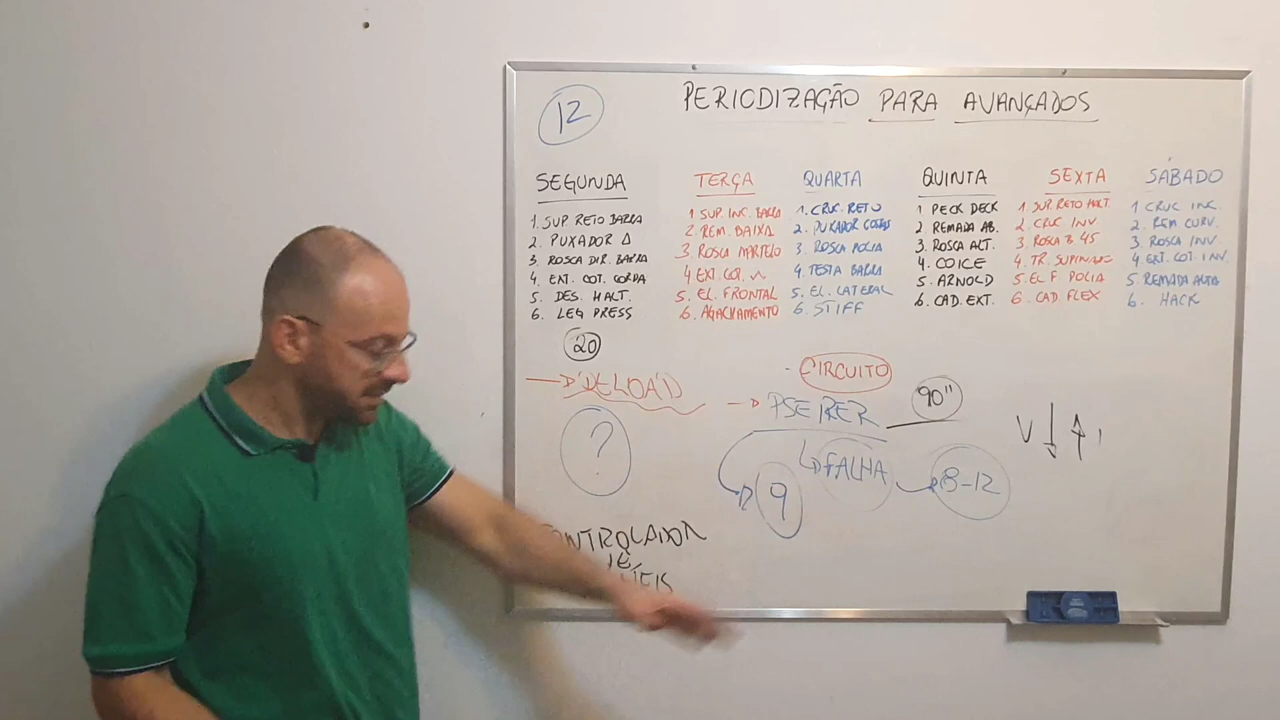 12
PERIODIZAÇÃO PARA AVANÇADOS
SEGUNDA
1. SUP. RETO BARRA
2. PUXADOR Δ
3. ROSCA DIR. BARRA
4. EXT. COT. CORDA
5. DES. HALT.
6. LEG PRESS
TERÇA
1 SUP. INC. BARRA
2. REM. BAIXA
3. ROSCA MARTELO
4 EXT. COT. V
5. EL. FRONTAL
6. AGACHAMENTO
QUARTA
1. CRUC. RETO
2. PUXADOR COSTAS
3. ROSCA POLIA
4. TESTA BARRA
5. EL. LATERAL
6. STIFF
QUINTA
1 PECK DECK
2. REMADA AB.
3. ROSCA ALT.
4. COICE
5. ARNOLD
6. CAD. EXT.
SEXTA
1. SUP. RETO HALT.
2. CRUC INV.
3 ROSCA B. 45
4. TR. SUPINADO
5. EL F POLIA
6. CAD FLEX
SÁBADO
1 CRUC INC.
2. REM CURV.
3 ROSCA INV.
4. EXT. COT. INV.
5 REMADA ALTA
6. HACK
20
DELOAD
?
CONTROLADOR
- CIRCUITO
PSE RER
90"
FALHA
9
8-12
V ↓ ↑ I